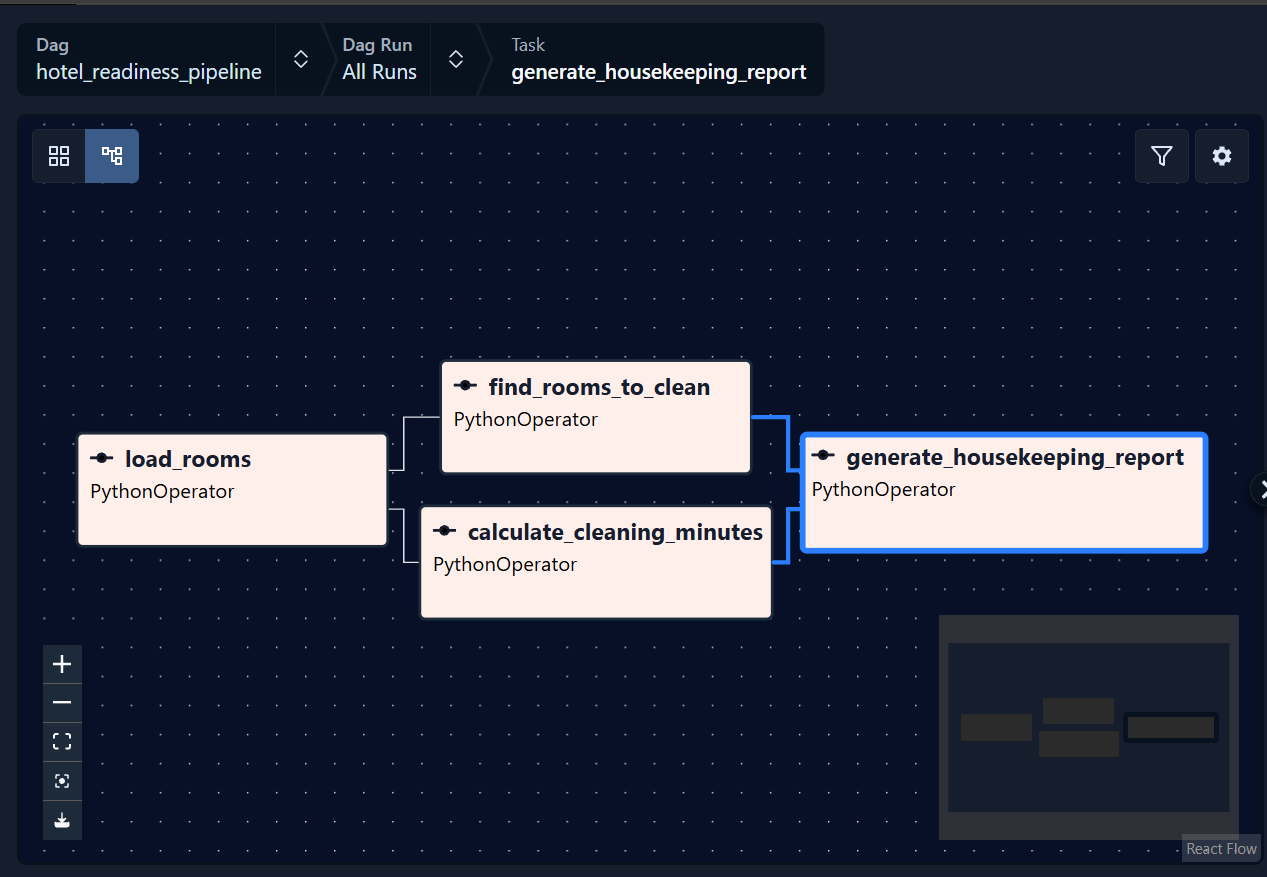 Dag
hotel_readiness_pipeline
Dag Run
All Runs
Task
generate_housekeeping_report
find_rooms_to_clean
PythonOperator
load_rooms
PythonOperator
generate_housekeeping_report
PythonOperator
calculate_cleaning_minutes
PythonOperator
React Flow